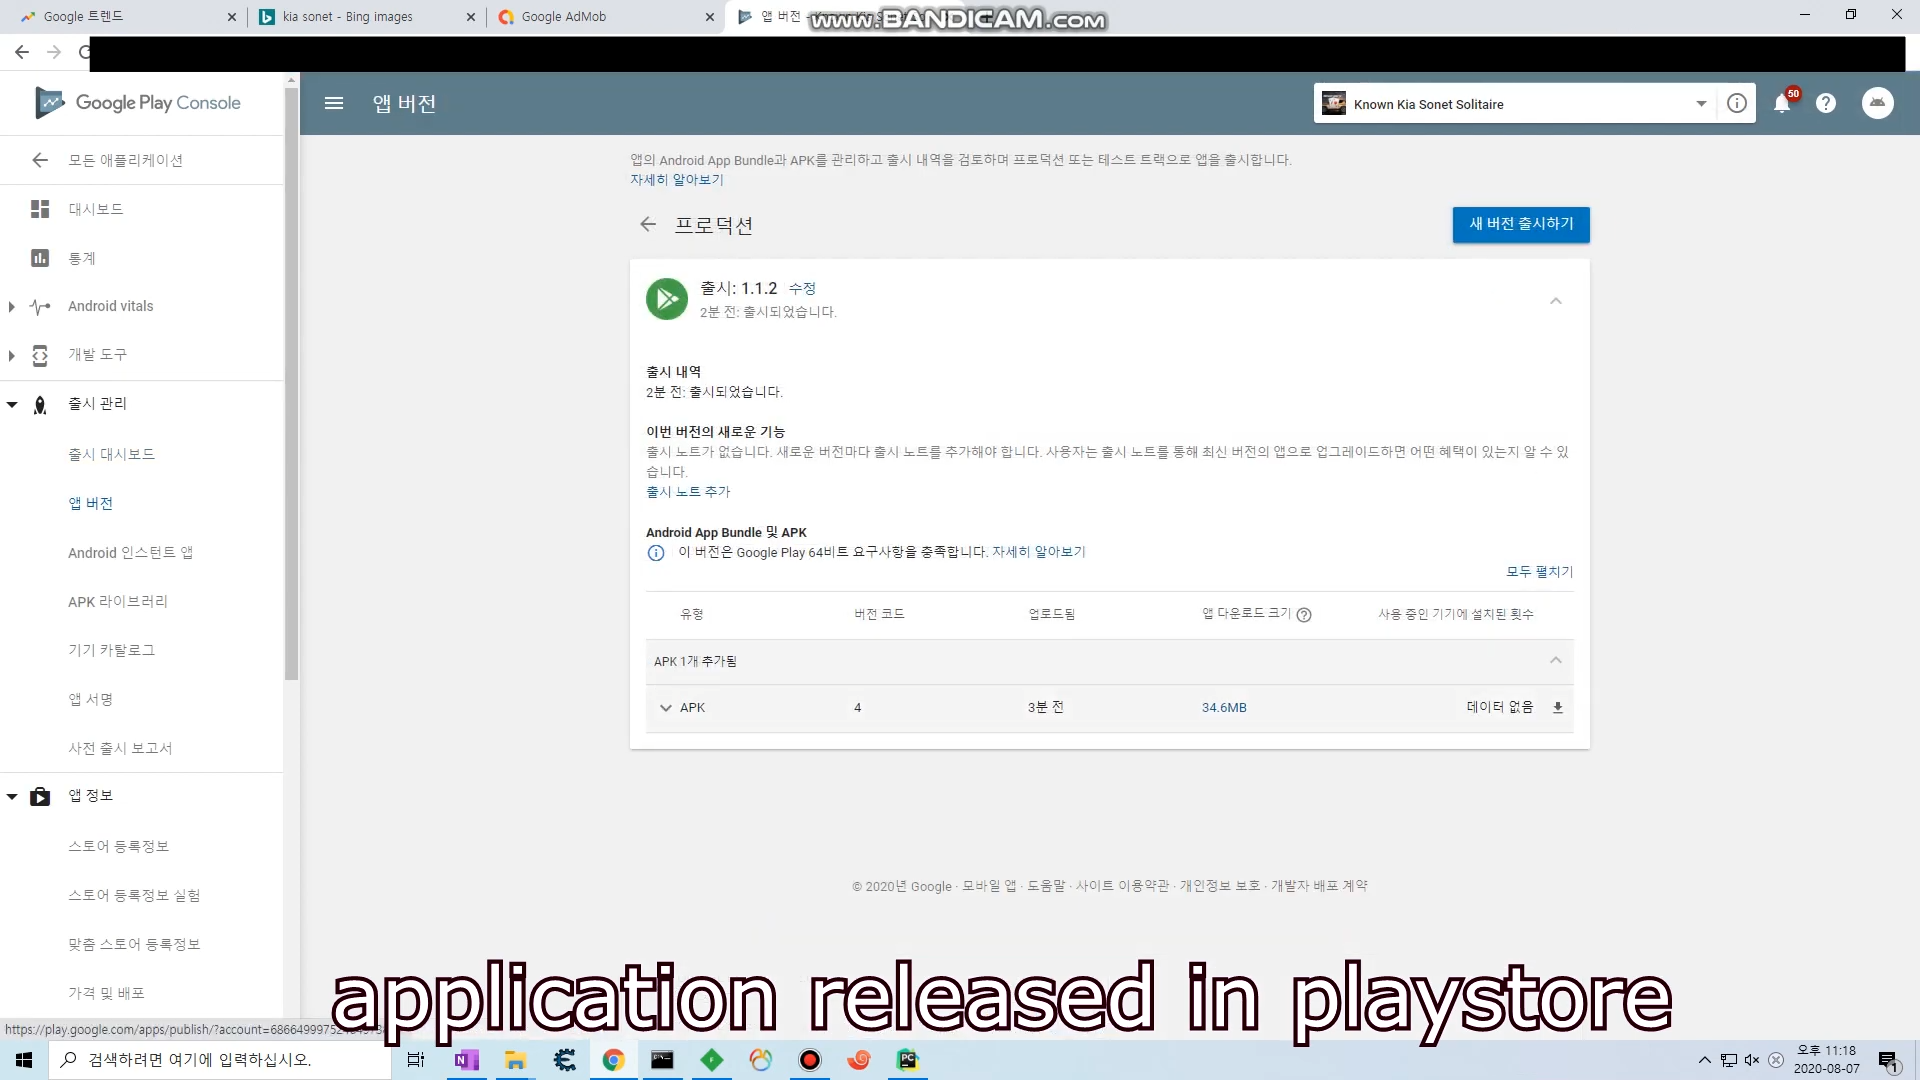 Google 트렌드
kia sonet - Bing images
Google AdMob
앱 버전 -
www.BANDICAM.com
Google Play Console
앱 버전
Known Kia Sonet Solitaire
50
모든 애플리케이션
대시보드
통계
Android vitals
개발 도구
출시 관리
출시 대시보드
앱 버전
Android 인스턴트 앱
APK 라이브러리
기기 카탈로그
앱 서명
사전 출시 보고서
앱 정보
스토어 등록정보
스토어 등록정보 실험
맞춤 스토어 등록정보
가격 및 배포
앱의 Android App Bundle과 APK를 관리하고 출시 내역을 검토하며 프로덕션 또는 테스트 트랙으로 앱을 출시합니다.
자세히 알아보기
프로덕션
새 버전 출시하기
출시: 1.1.2 수정
2분 전: 출시되었습니다.
출시 내역
2분 전: 출시되었습니다.
이번 버전의 새로운 기능
출시 노트가 없습니다. 새로운 버전마다 출시 노트를 추가해야 합니다. 사용자는 출시 노트를 통해 최신 버전의 앱으로 업그레이드하면 어떤 혜택이 있는지 알 수 있
습니다.
출시 노트 추가
Android App Bundle 및 APK
이 버전은 Google Play 64비트 요구사항을 충족합니다. 자세히 알아보기
모두 펼치기
유형 버전 코드 업로드됨 앱 다운로드 크기 사용 중인 기기에 설치된 횟수
APK 1개 추가됨
APK 4 3분 전 34.6MB 데이터 없음
© 2020년 Google · 모바일 앱 · 도움말 · 사이트 이용약관 · 개인정보 보호 · 개발자 배포 계약
application released in playstore
https://play.google.com/apps/publish/?account=
검색하려면 여기에 입력하십시오.
오후 11:18
2020-08-07
1